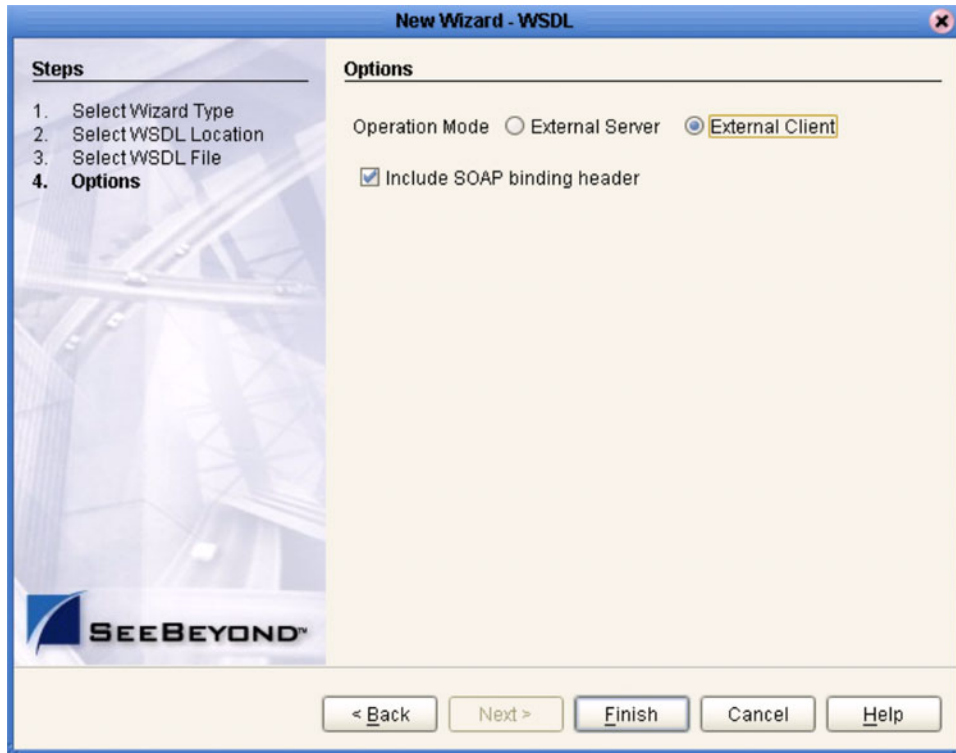 New Wizard - WSDL
Steps
1. Select Wizard Type
2. Select WSDL Location
3. Select WSDL File
4. Options
Options
Operation Mode External Server External Client
Include SOAP binding header
SEEBEYOND™
< Back Next > Finish Cancel Help